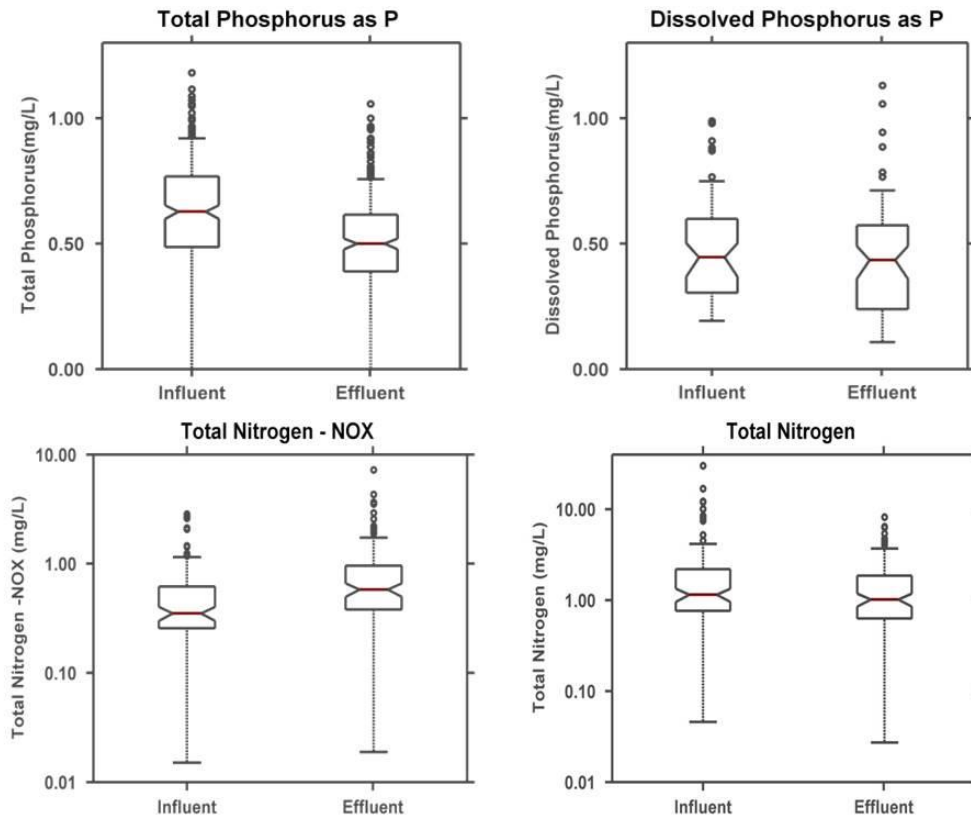 Total Phosphorus as P
Total Phosphorus(mg/L)
1.00
0.50
0.00
Influent
Effluent
Dissolved Phosphorus as P
Dissolved Phosphorus(mg/L)
1.00
0.50
0.00
Influent
Effluent
Total Nitrogen - NOX
Total Nitrogen -NOX (mg/L)
10.00
1.00
0.10
0.01
Influent
Effluent
Total Nitrogen
Total Nitrogen (mg/L)
10.00
1.00
0.10
0.01
Influent
Effluent